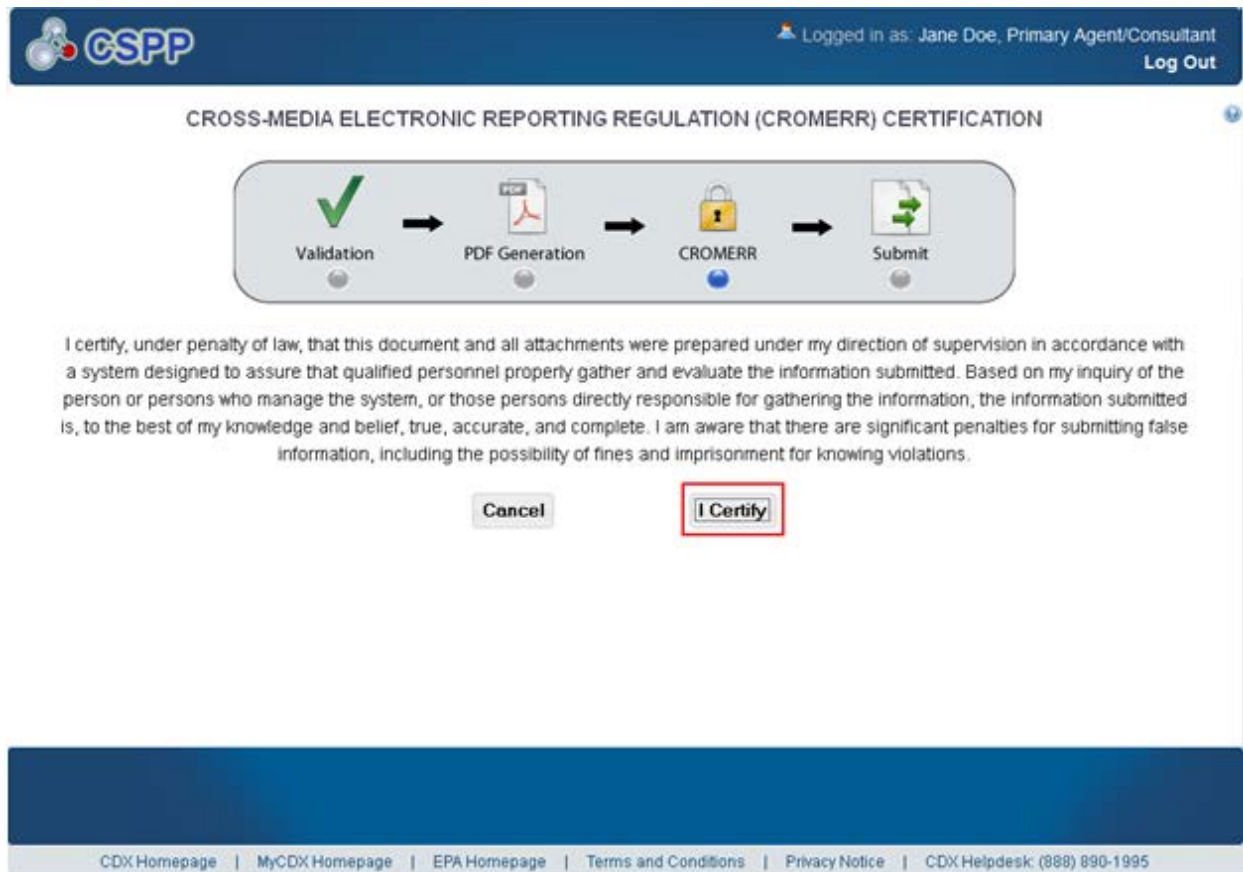 CSPP
Logged in as: Jane Doe, Primary Agent/Consultant
Log Out
CROSS-MEDIA ELECTRONIC REPORTING REGULATION (CROMERR) CERTIFICATION
PDF
Validation PDF Generation CROMERR Submit
I certify, under penalty of law, that this document and all attachments were prepared under my direction of supervision in accordance with
a system designed to assure that qualified personnel properly gather and evaluate the information submitted. Based on my inquiry of the
person or persons who manage the system, or those persons directly responsible for gathering the information, the information submitted
is, to the best of my knowledge and belief, true, accurate, and complete. I am aware that there are significant penalties for submitting false
information, including the possibility of fines and imprisonment for knowing violations.
Cancel I Certify
CDX Homepage | MyCDX Homepage | EPA Homepage | Terms and Conditions | Privacy Notice | CDX Helpdesk: (888) 890-1995